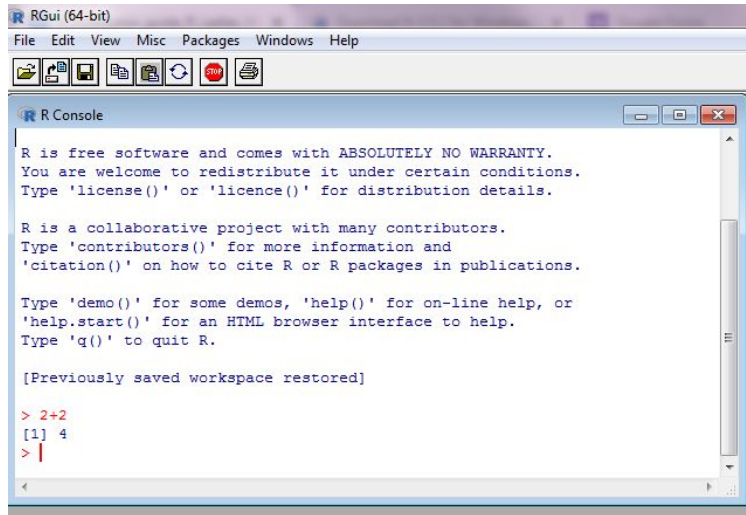 RGui (64-bit)
File Edit View Misc Packages Windows Help
STOP
R Console
R is free software and comes with ABSOLUTELY NO WARRANTY.
You are welcome to redistribute it under certain conditions.
Type 'license()' or 'licence()' for distribution details.
R is a collaborative project with many contributors.
Type 'contributors()' for more information and
'citation()' on how to cite R or R packages in publications.
Type 'demo()' for some demos, 'help()' for on-line help, or
'help.start()' for an HTML browser interface to help.
Type 'q()' to quit R.
[Previously saved workspace restored]
> 2+2
[1] 4
>